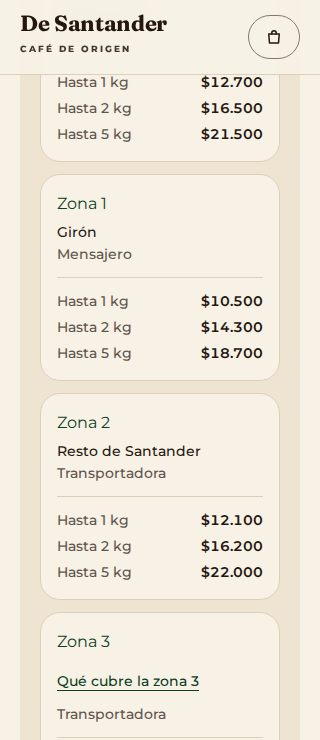 De Santander
CAFÉ DE ORIGEN
Hasta 1 kg $12.700
Hasta 2 kg $16.500
Hasta 5 kg $21.500
Zona 1
Girón
Mensajero
Hasta 1 kg $10.500
Hasta 2 kg $14.300
Hasta 5 kg $18.700
Zona 2
Resto de Santander
Transportadora
Hasta 1 kg $12.100
Hasta 2 kg $16.200
Hasta 5 kg $22.000
Zona 3
Qué cubre la zona 3
Transportadora